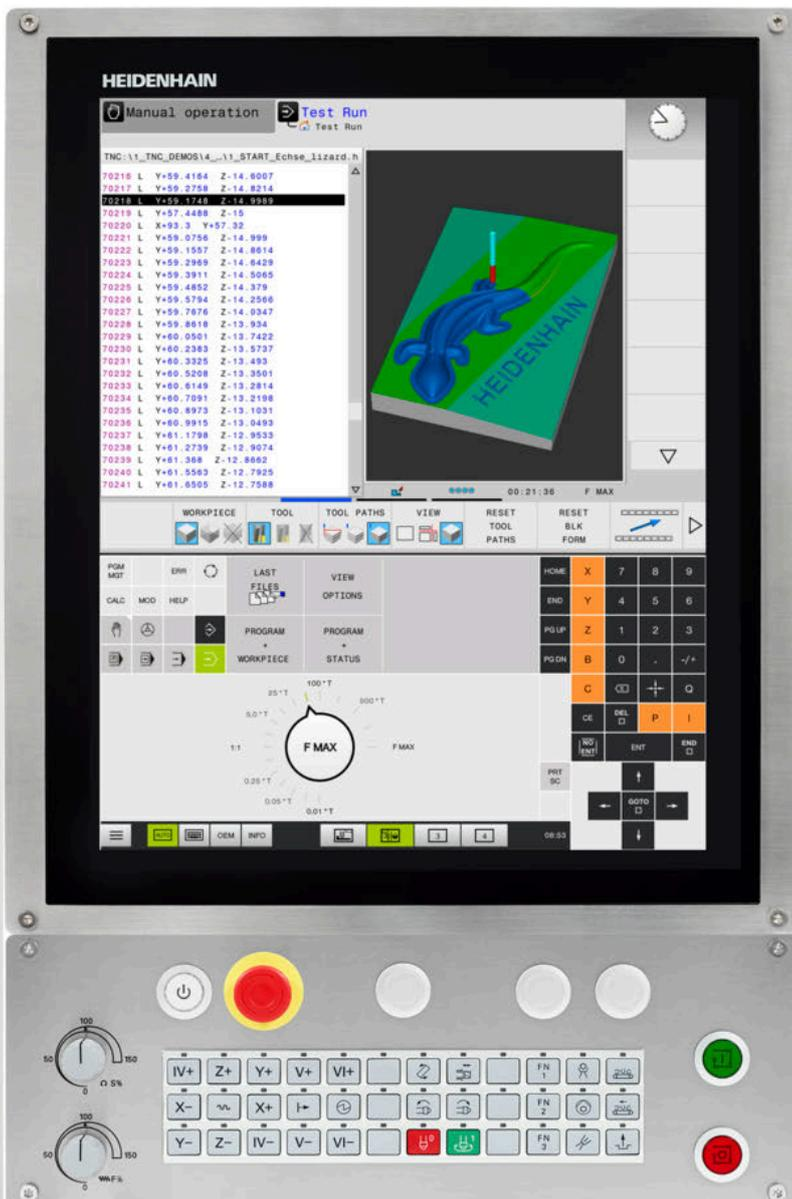 HEIDENHAIN
Manual operation
Test Run
Test Run
TNC:\1_TNC_DEMOS\4_…\1_START_Echse_lizard.h
70216 L Y+59.4164 Z-14.6007
70217 L Y+59.2758 Z-14.8214
70218 L Y+59.1748 Z-14.9989
70219 L Y+57.4488 Z-15
70220 L X+93.3 Y+57.32
70221 L Y+59.0756 Z-14.999
70222 L Y+59.1557 Z-14.8614
70223 L Y+59.2969 Z-14.6429
70224 L Y+59.3911 Z-14.5065
70225 L Y+59.4852 Z-14.379
70226 L Y+59.5794 Z-14.2566
70227 L Y+59.7676 Z-14.0347
70228 L Y+59.8618 Z-13.934
70229 L Y+60.0501 Z-13.7422
70230 L Y+60.2383 Z-13.5737
70231 L Y+60.3325 Z-13.493
70232 L Y+60.5208 Z-13.3501
70233 L Y+60.6149 Z-13.2814
70234 L Y+60.7091 Z-13.2198
70235 L Y+60.8973 Z-13.1031
70236 L Y+60.9915 Z-13.0493
70237 L Y+61.1798 Z-12.9533
70238 L Y+61.2739 Z-12.9074
70239 L Y+61.368 Z-12.8662
70240 L Y+61.5563 Z-12.7925
70241 L Y+61.6505 Z-12.7588
HEIDENHAIN
00:21:36 F MAX
WORKPIECE TOOL TOOL PATHS VIEW
RESET TOOL PATHS
RESET BLK FORM
PGM MGT ERR
CALC MOD HELP
LAST FILES
VIEW OPTIONS
PROGRAM + WORKPIECE
PROGRAM + STATUS
HOME X 7 8 9
END Y 4 5 6
PG UP Z 1 2 3
PG DN B 0 . -/+
C Q
CE DEL P I
NO ENT ENT END
PRT SC
GOTO
100*T
25*T
500*T
5.0*T
1:1
F MAX
F MAX
0.25*T
0.05*T
0.01*T
AUTO OEM INFO
3 4
08:53
100
50 150
0
S%
100
50 150
0
F%
IV+ Z+ Y+ V+ VI+ FN 1
X- X+ FN 2
Y- Z- IV- V- VI- 0 1 FN 3